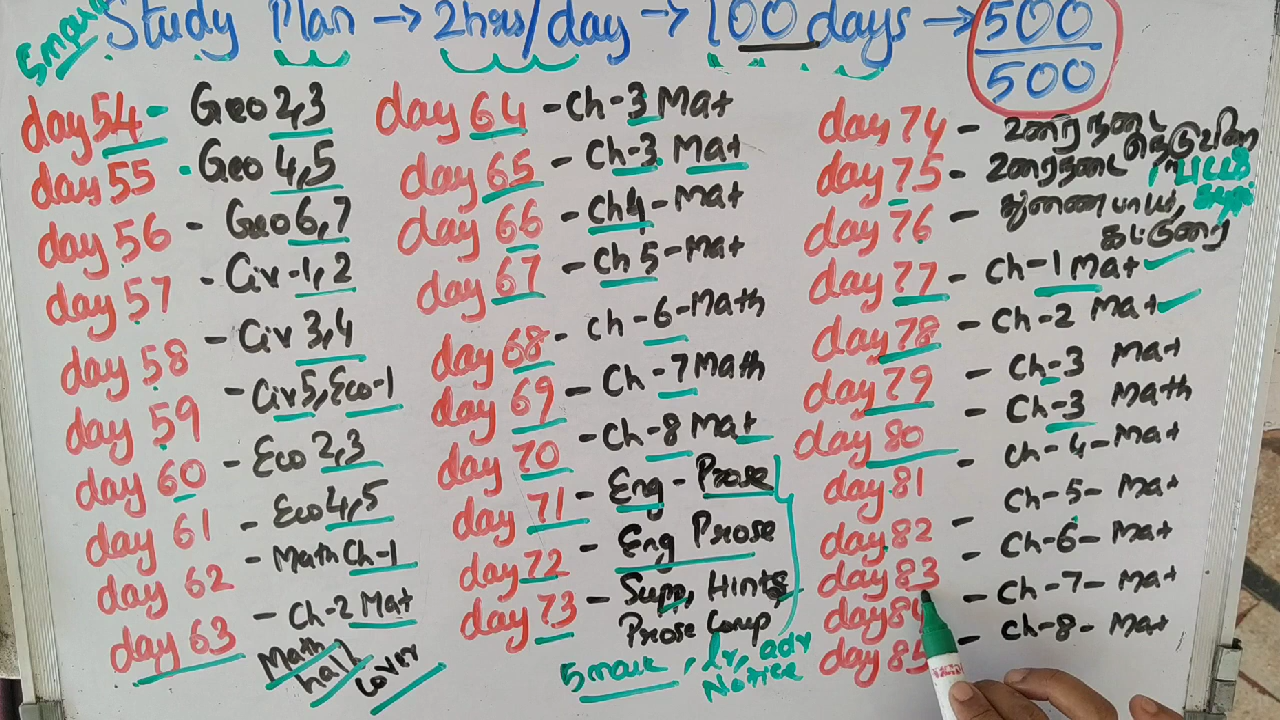 5 mark
Study Plan → 2hrs/day → 100 days → 500/500
day 54 - Geo 2,3
day 55 - Geo 4,5
day 56 - Geo 6,7
day 57 - Civ-1,2
day 58 - Civ 3,4
day 59 - Civ 5, Eco-1
day 60 - Eco 2,3
day 61 - Eco 4,5
day 62 - Math Ch-1
day 63 - Ch-2 Mat
Math
half
cover
day 64 - Ch-3 Mat
day 65 - Ch-3 Mat
day 66 - Ch4 - Mat
day 67 - Ch 5 - Mat
day 68 - Ch-6-Math
day 69 - Ch-7 Math
day 70 - Ch-8 Mat
day 71 - Eng - Prose
day 72 - Eng Prose
day 73 - Supp, Hints
Prose Comp
5 mark, lr, adv
Notice
day 74 - உரைநடை நெடுவினா
day 75 - உரைநடை
day 76 - துணைபாடம்,
கட்டுரை
day 77 - Ch-1 Mat
day 78 - Ch-2 Mat
day 79 - Ch-3 Mat
day 80 - Ch-3 Math
day 81 - Ch-4-Mat
day 82 - Ch-5- Mat
day 83 - Ch-6- Mat
day 84 - Ch-7- Mat
day 85 - Ch-8- Mat